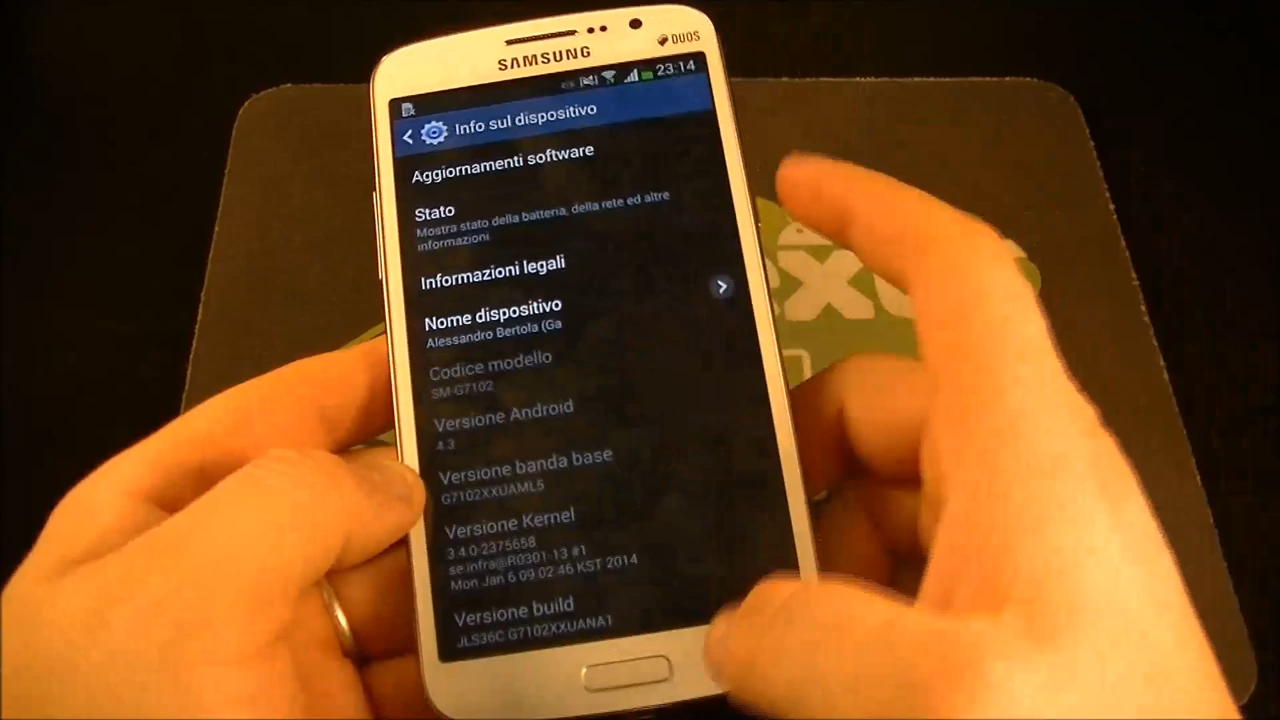 DUOS
SAMSUNG
23:14
Info sul dispositivo
Aggiornamenti software
Stato
Mostra stato della batteria, della rete ed altre
informazioni
Informazioni legali
Nome dispositivo
Alessandro Bertola (Ga
Codice modello
SM-G7102
Versione Android
4.3
Versione banda base
G7102XXUAML5
Versione Kernel
3.4.0-2375658
se.infra@R0301-13 #1
Mon Jan 6 09:02:46 KST 2014
Versione build
JLS36C.G7102XXUANA1